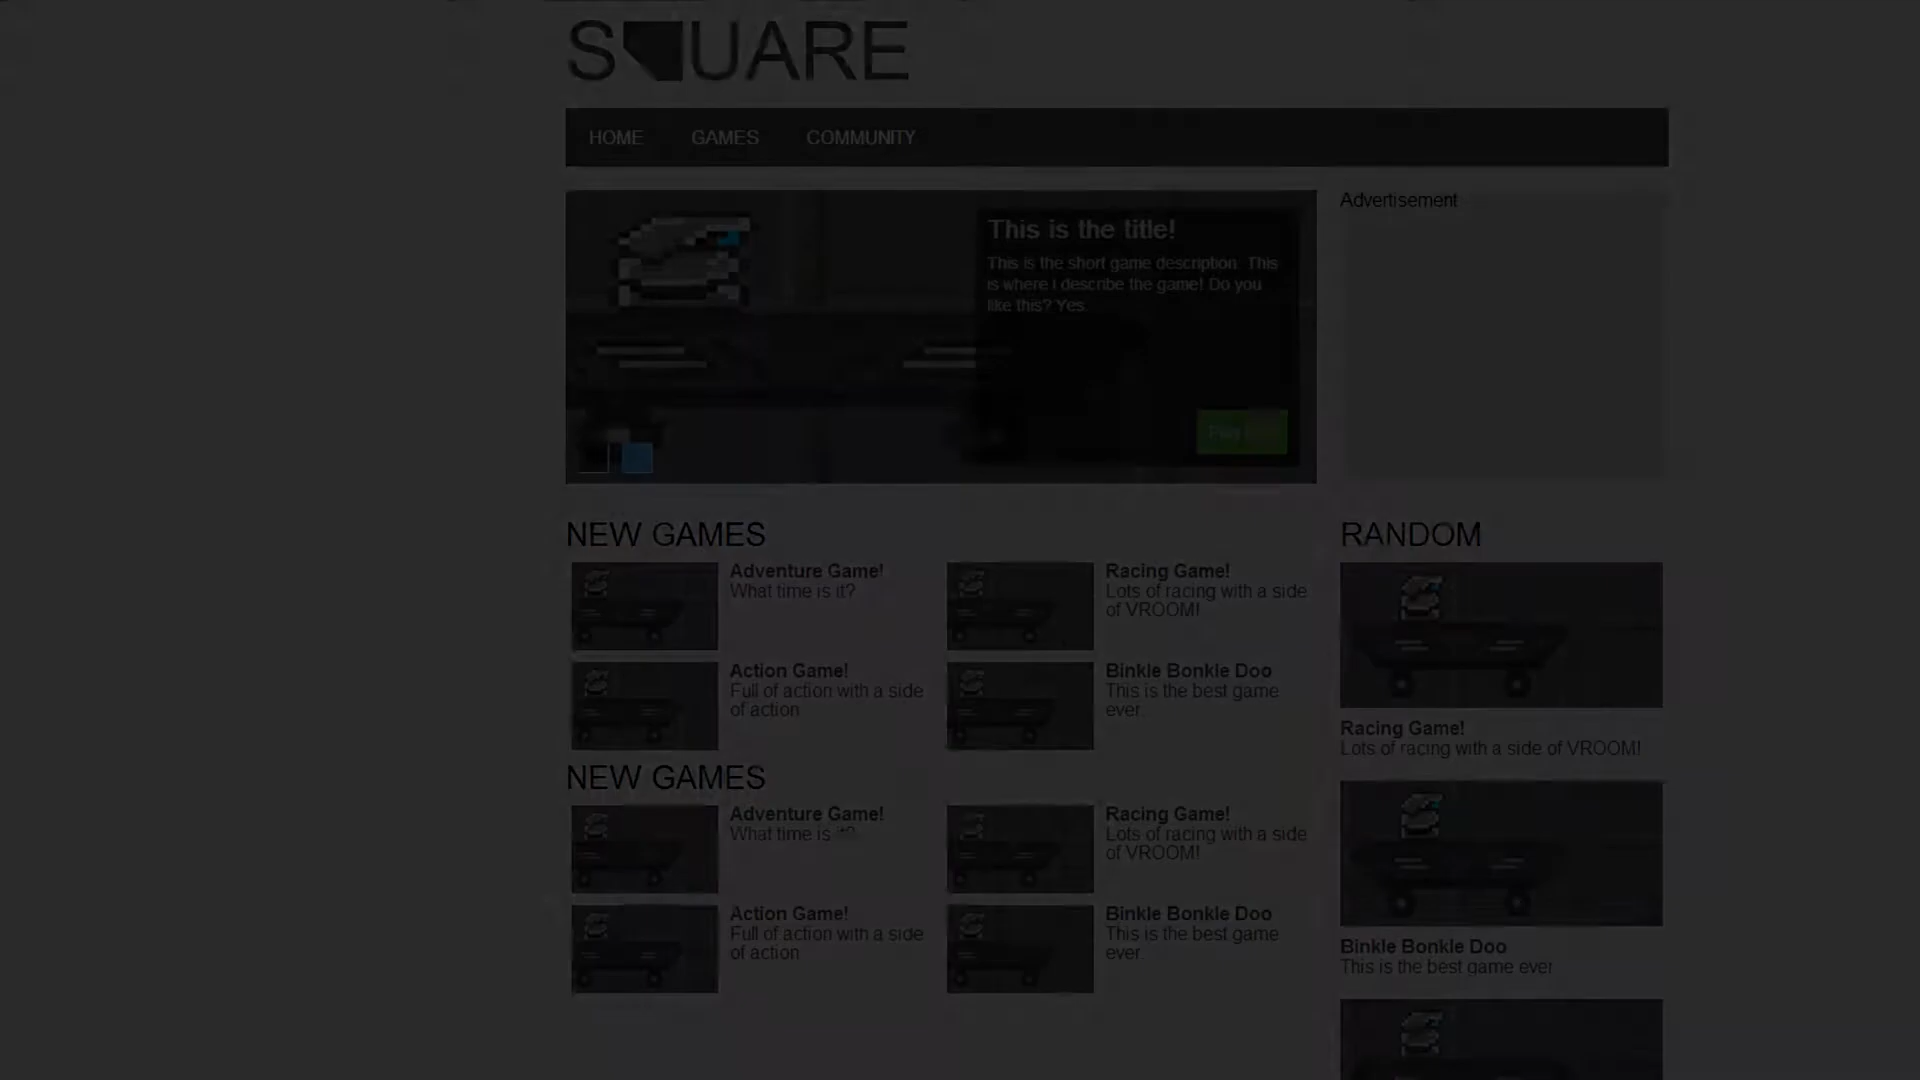 SQUARE
HOME GAMES COMMUNITY
This is the title!
This is the short game description. This
is where I describe the game! Do you
like this? Yes.
Advertisement
NEW GAMES
Adventure Game!
What time is it?
Racing Game!
Lots of racing with a side
of VROOM!
Action Game!
Full of action with a side
of action
Binkle Bonkle Doo
This is the best game
ever
NEW GAMES
Adventure Game!
What time is it?
Racing Game!
Lots of racing with a side
of VROOM!
Action Game!
Full of action with a side
of action
Binkle Bonkle Doo
This is the best game
ever
RANDOM
Racing Game!
Lots of racing with a side of VROOM!
Binkle Bonkle Doo
This is the best game ever